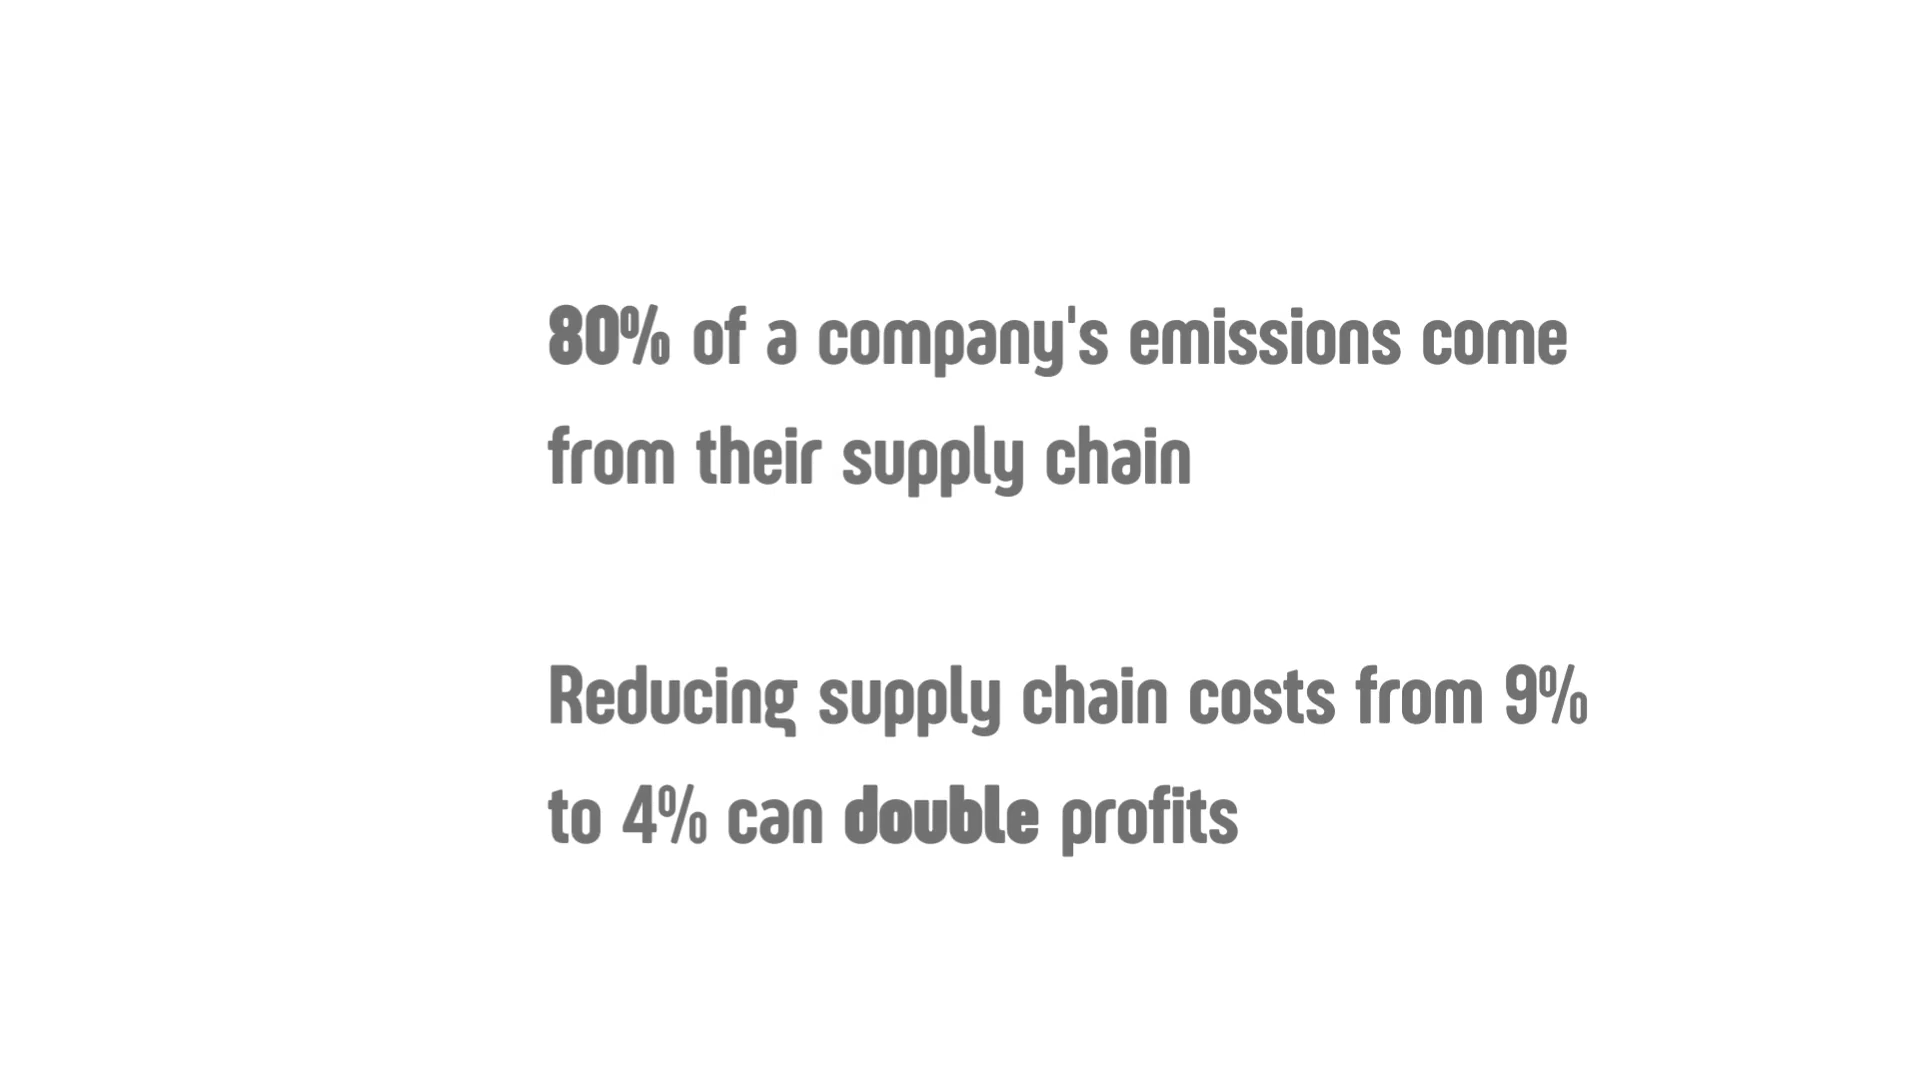 80% of a company's emissions come
from their supply chain
Reducing supply chain costs from 9%
to 4% can double profits